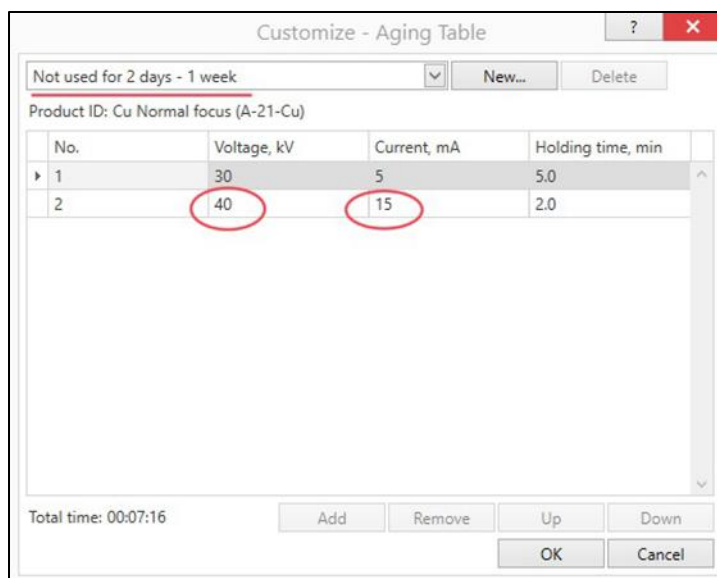 Customize - Aging Table ?
Not used for 2 days - 1 week New... Delete
Product ID: Cu Normal focus (A-21-Cu)
No. Voltage, kV Current, mA Holding time, min
1 30 5 5.0
2 40 15 2.0
Total time: 00:07:16 Add Remove Up Down
OK Cancel